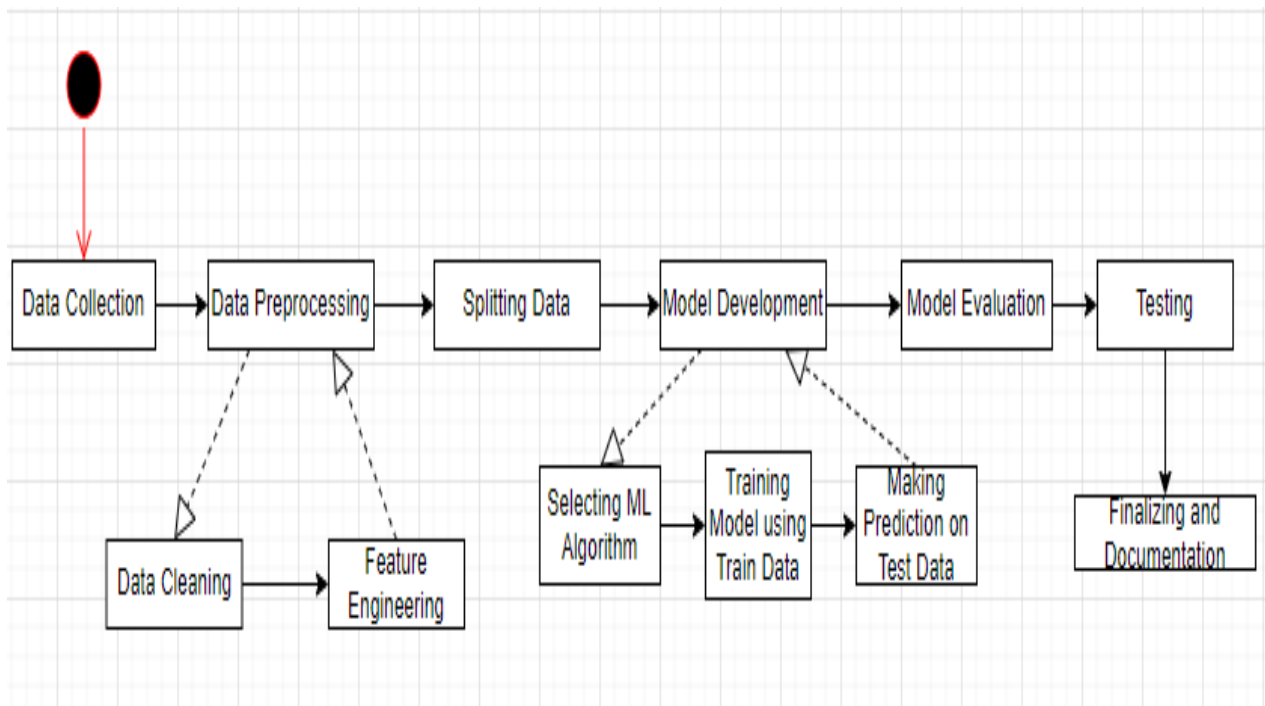 Data Collection
Data Preprocessing
Splitting Data
Model Development
Model Evaluation
Testing
Data Cleaning
Feature
Engineering
Selecting ML
Algorithm
Training
Model using
Train Data
Making
Prediction on
Test Data
Finalizing and
Documentation